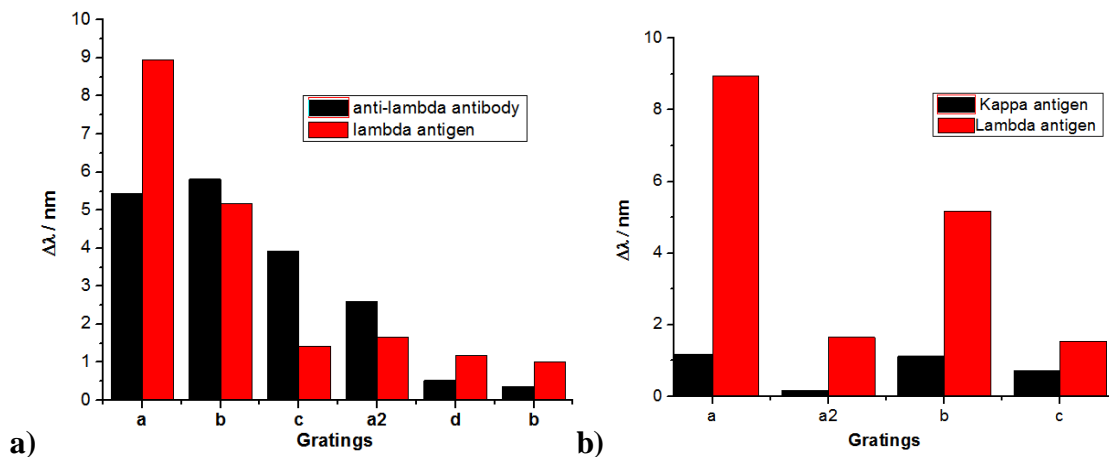 10
9
8
7
6
5
4
3
2
1
0
Δλ / nm
anti-lambda antibody
lambda antigen
a b c a2 d b
Gratings
a)
10
8
6
4
2
0
Δλ / nm
Kappa antigen
Lambda antigen
a a2 b c
Gratings
b)